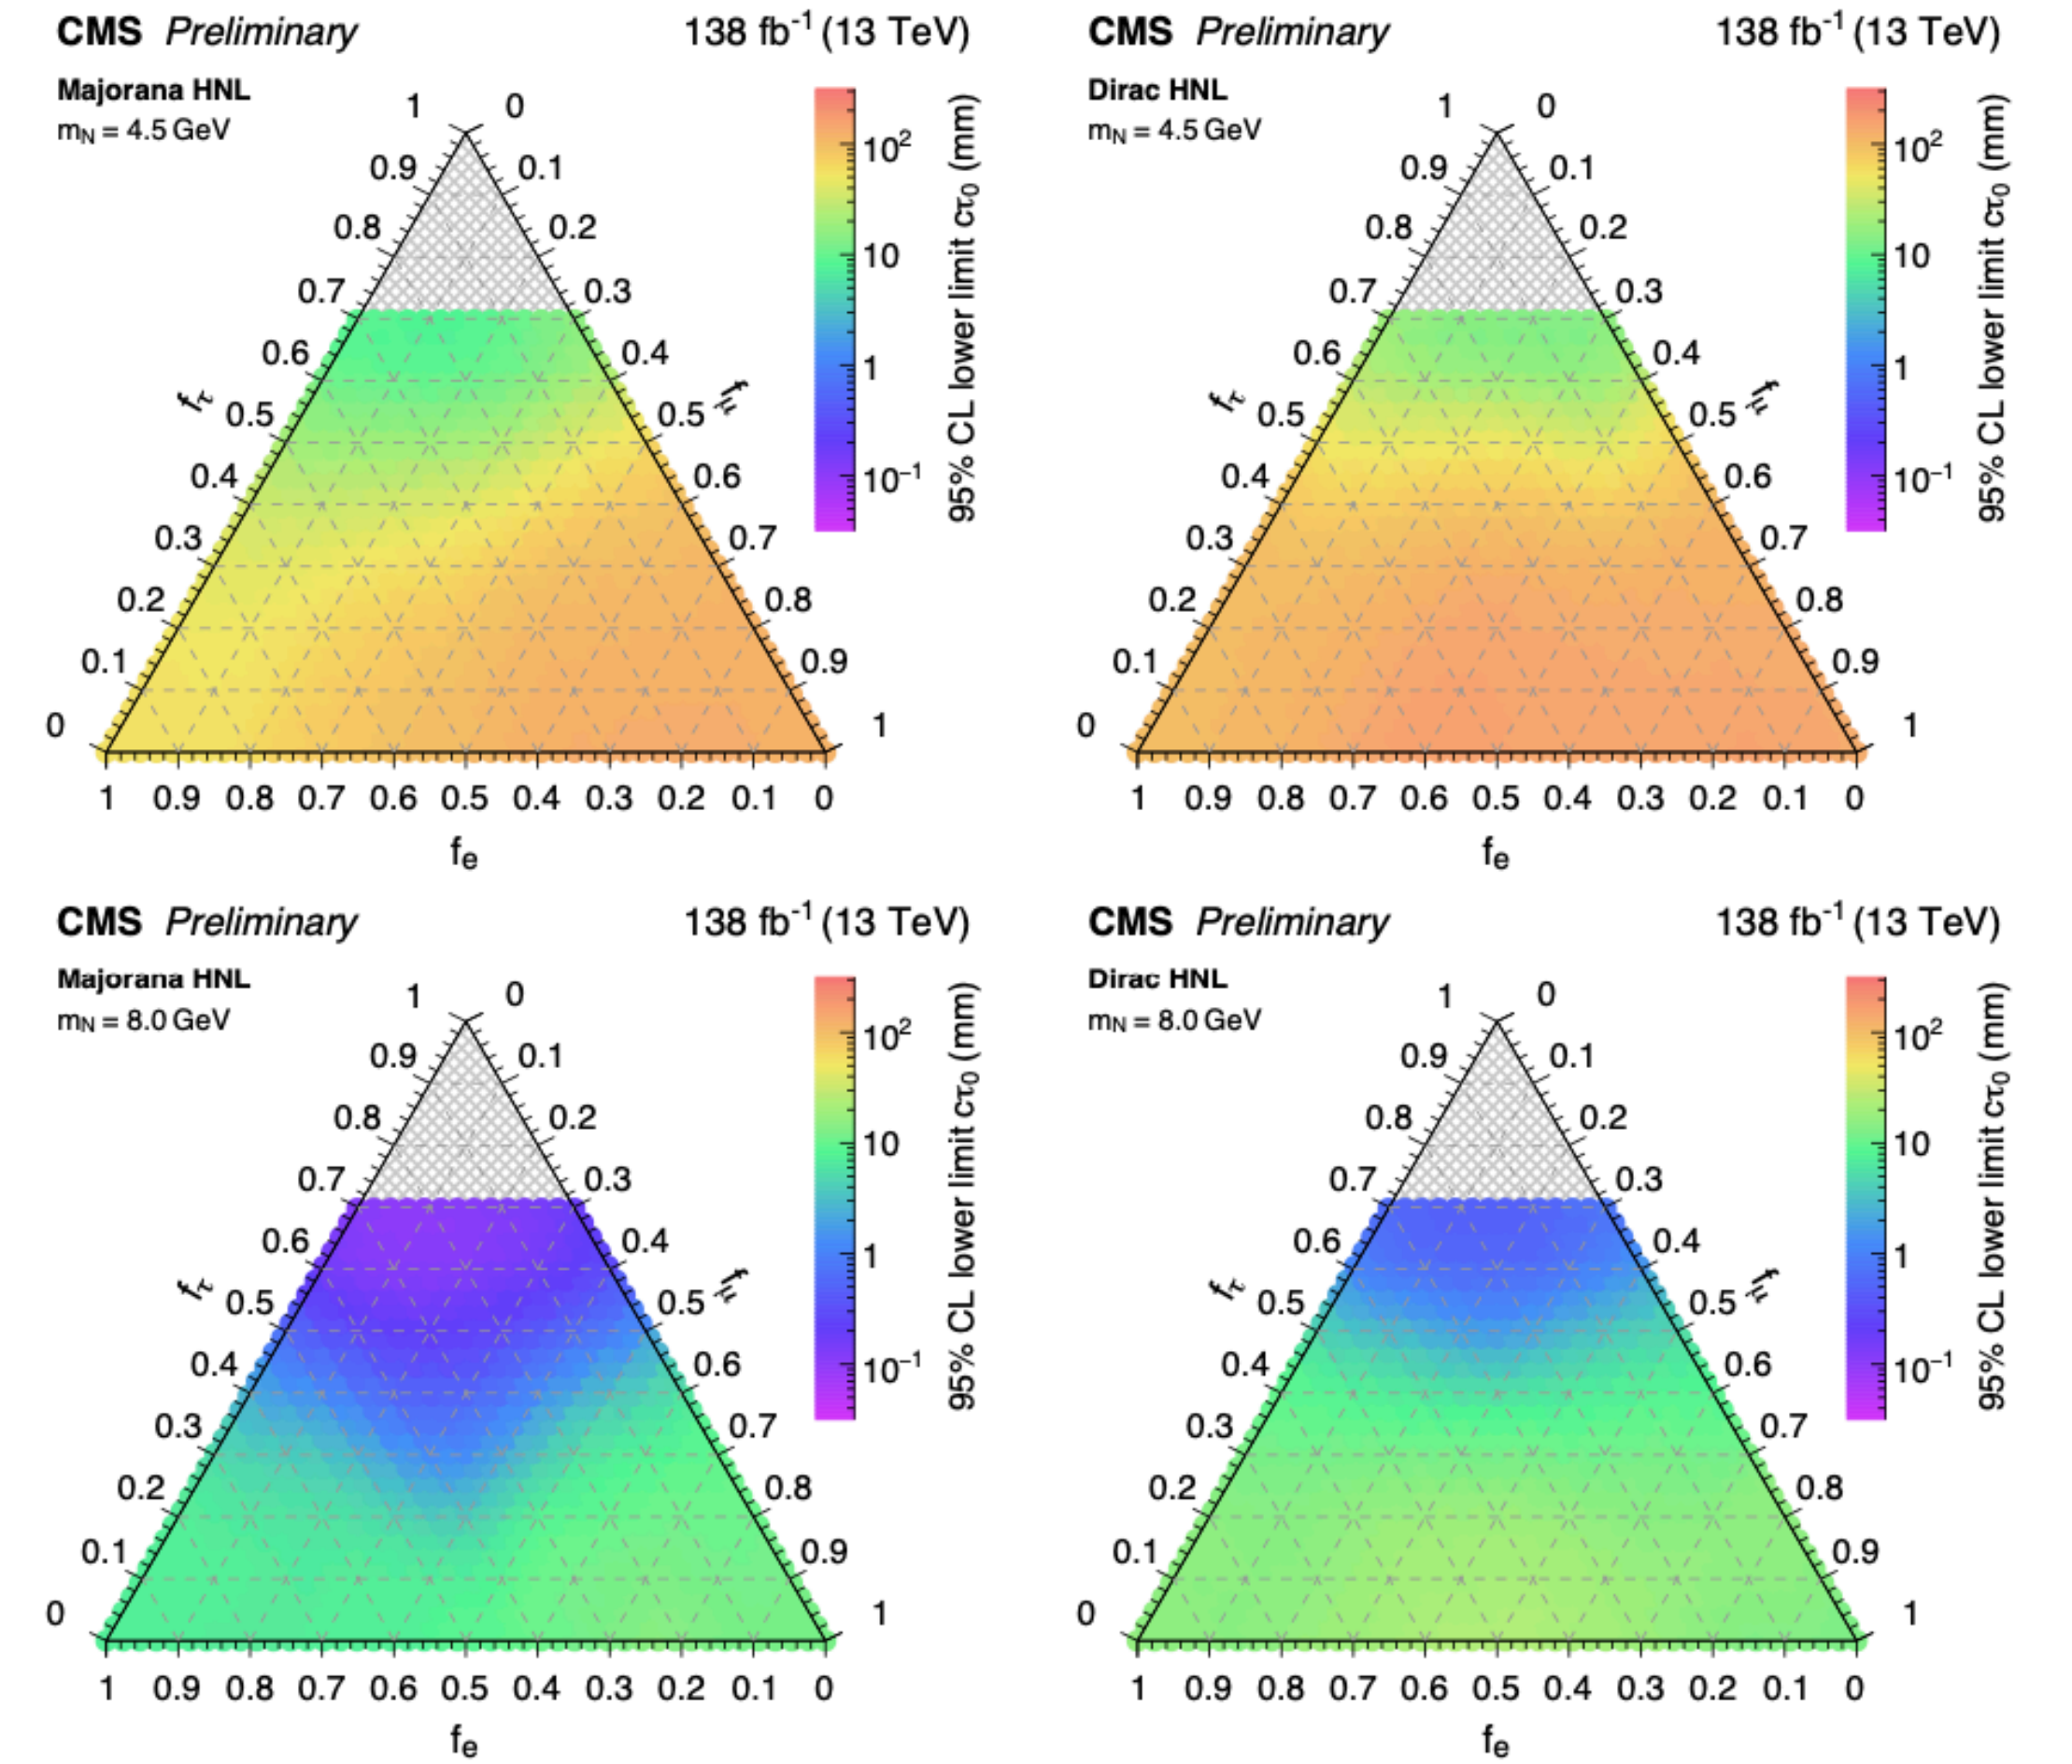 CMS Preliminary 138 fb⁻¹ (13 TeV)
Majorana HNL
mN = 4.5 GeV
1 0
0.9 0.1
0.8 0.2
0.7 0.3
0.6 0.4
0.5 0.5
0.4 0.6
0.3 0.7
0.2 0.8
0.1 0.9
0 1
fτ
fμ
1 0.9 0.8 0.7 0.6 0.5 0.4 0.3 0.2 0.1 0
fe
10²
10
1
10⁻¹
95% CL lower limit cτ₀ (mm)
CMS Preliminary 138 fb⁻¹ (13 TeV)
Dirac HNL
mN = 4.5 GeV
1 0
0.9 0.1
0.8 0.2
0.7 0.3
0.6 0.4
0.5 0.5
0.4 0.6
0.3 0.7
0.2 0.8
0.1 0.9
0 1
fτ
fμ
1 0.9 0.8 0.7 0.6 0.5 0.4 0.3 0.2 0.1 0
fe
10²
10
1
10⁻¹
95% CL lower limit cτ₀ (mm)
CMS Preliminary 138 fb⁻¹ (13 TeV)
Majorana HNL
mN = 8.0 GeV
1 0
0.9 0.1
0.8 0.2
0.7 0.3
0.6 0.4
0.5 0.5
0.4 0.6
0.3 0.7
0.2 0.8
0.1 0.9
0 1
fτ
fμ
1 0.9 0.8 0.7 0.6 0.5 0.4 0.3 0.2 0.1 0
fe
10²
10
1
10⁻¹
95% CL lower limit cτ₀ (mm)
CMS Preliminary 138 fb⁻¹ (13 TeV)
Dirac HNL
mN = 8.0 GeV
1 0
0.9 0.1
0.8 0.2
0.7 0.3
0.6 0.4
0.5 0.5
0.4 0.6
0.3 0.7
0.2 0.8
0.1 0.9
0 1
fτ
fμ
1 0.9 0.8 0.7 0.6 0.5 0.4 0.3 0.2 0.1 0
fe
10²
10
1
10⁻¹
95% CL lower limit cτ₀ (mm)